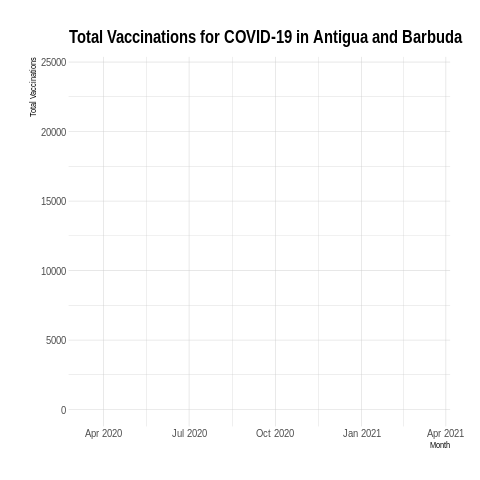 Total Vaccinations for COVID-19 in Antigua and Barbuda
Total Vaccinations
25000
20000
15000
10000
5000
0
Apr 2020 Jul 2020 Oct 2020 Jan 2021 Apr 2021
Month